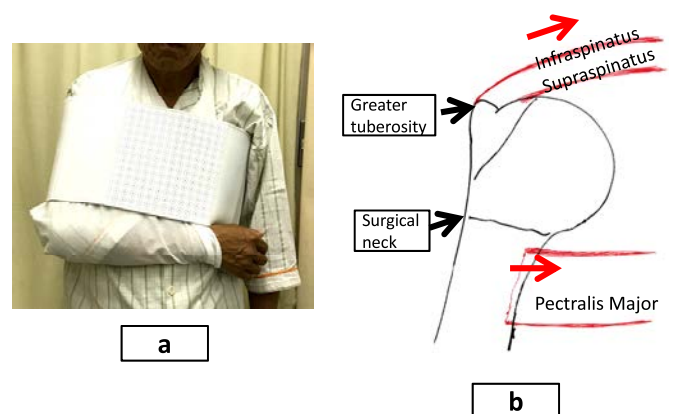 Infraspinatus
Supraspinatus
Greater
tuberosity
Surgical
neck
Pectralis Major
a
b